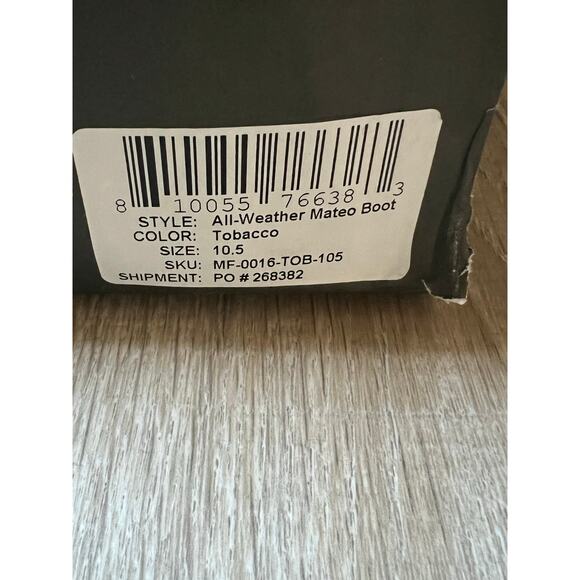 8 10055 76638 3
STYLE: All-Weather Mateo Boot
COLOR: Tobacco
SIZE: 10.5
SKU: MF-0016-TOB-105
SHIPMENT: PO # 268382